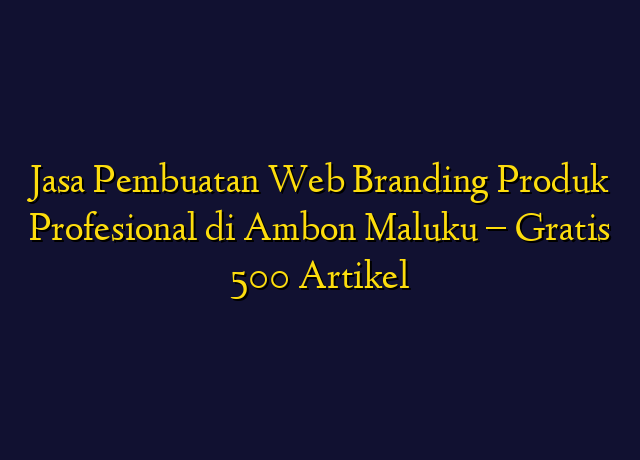 Jasa Pembuatan Web Branding Produk
Profesional di Ambon Maluku – Gratis
500 Artikel